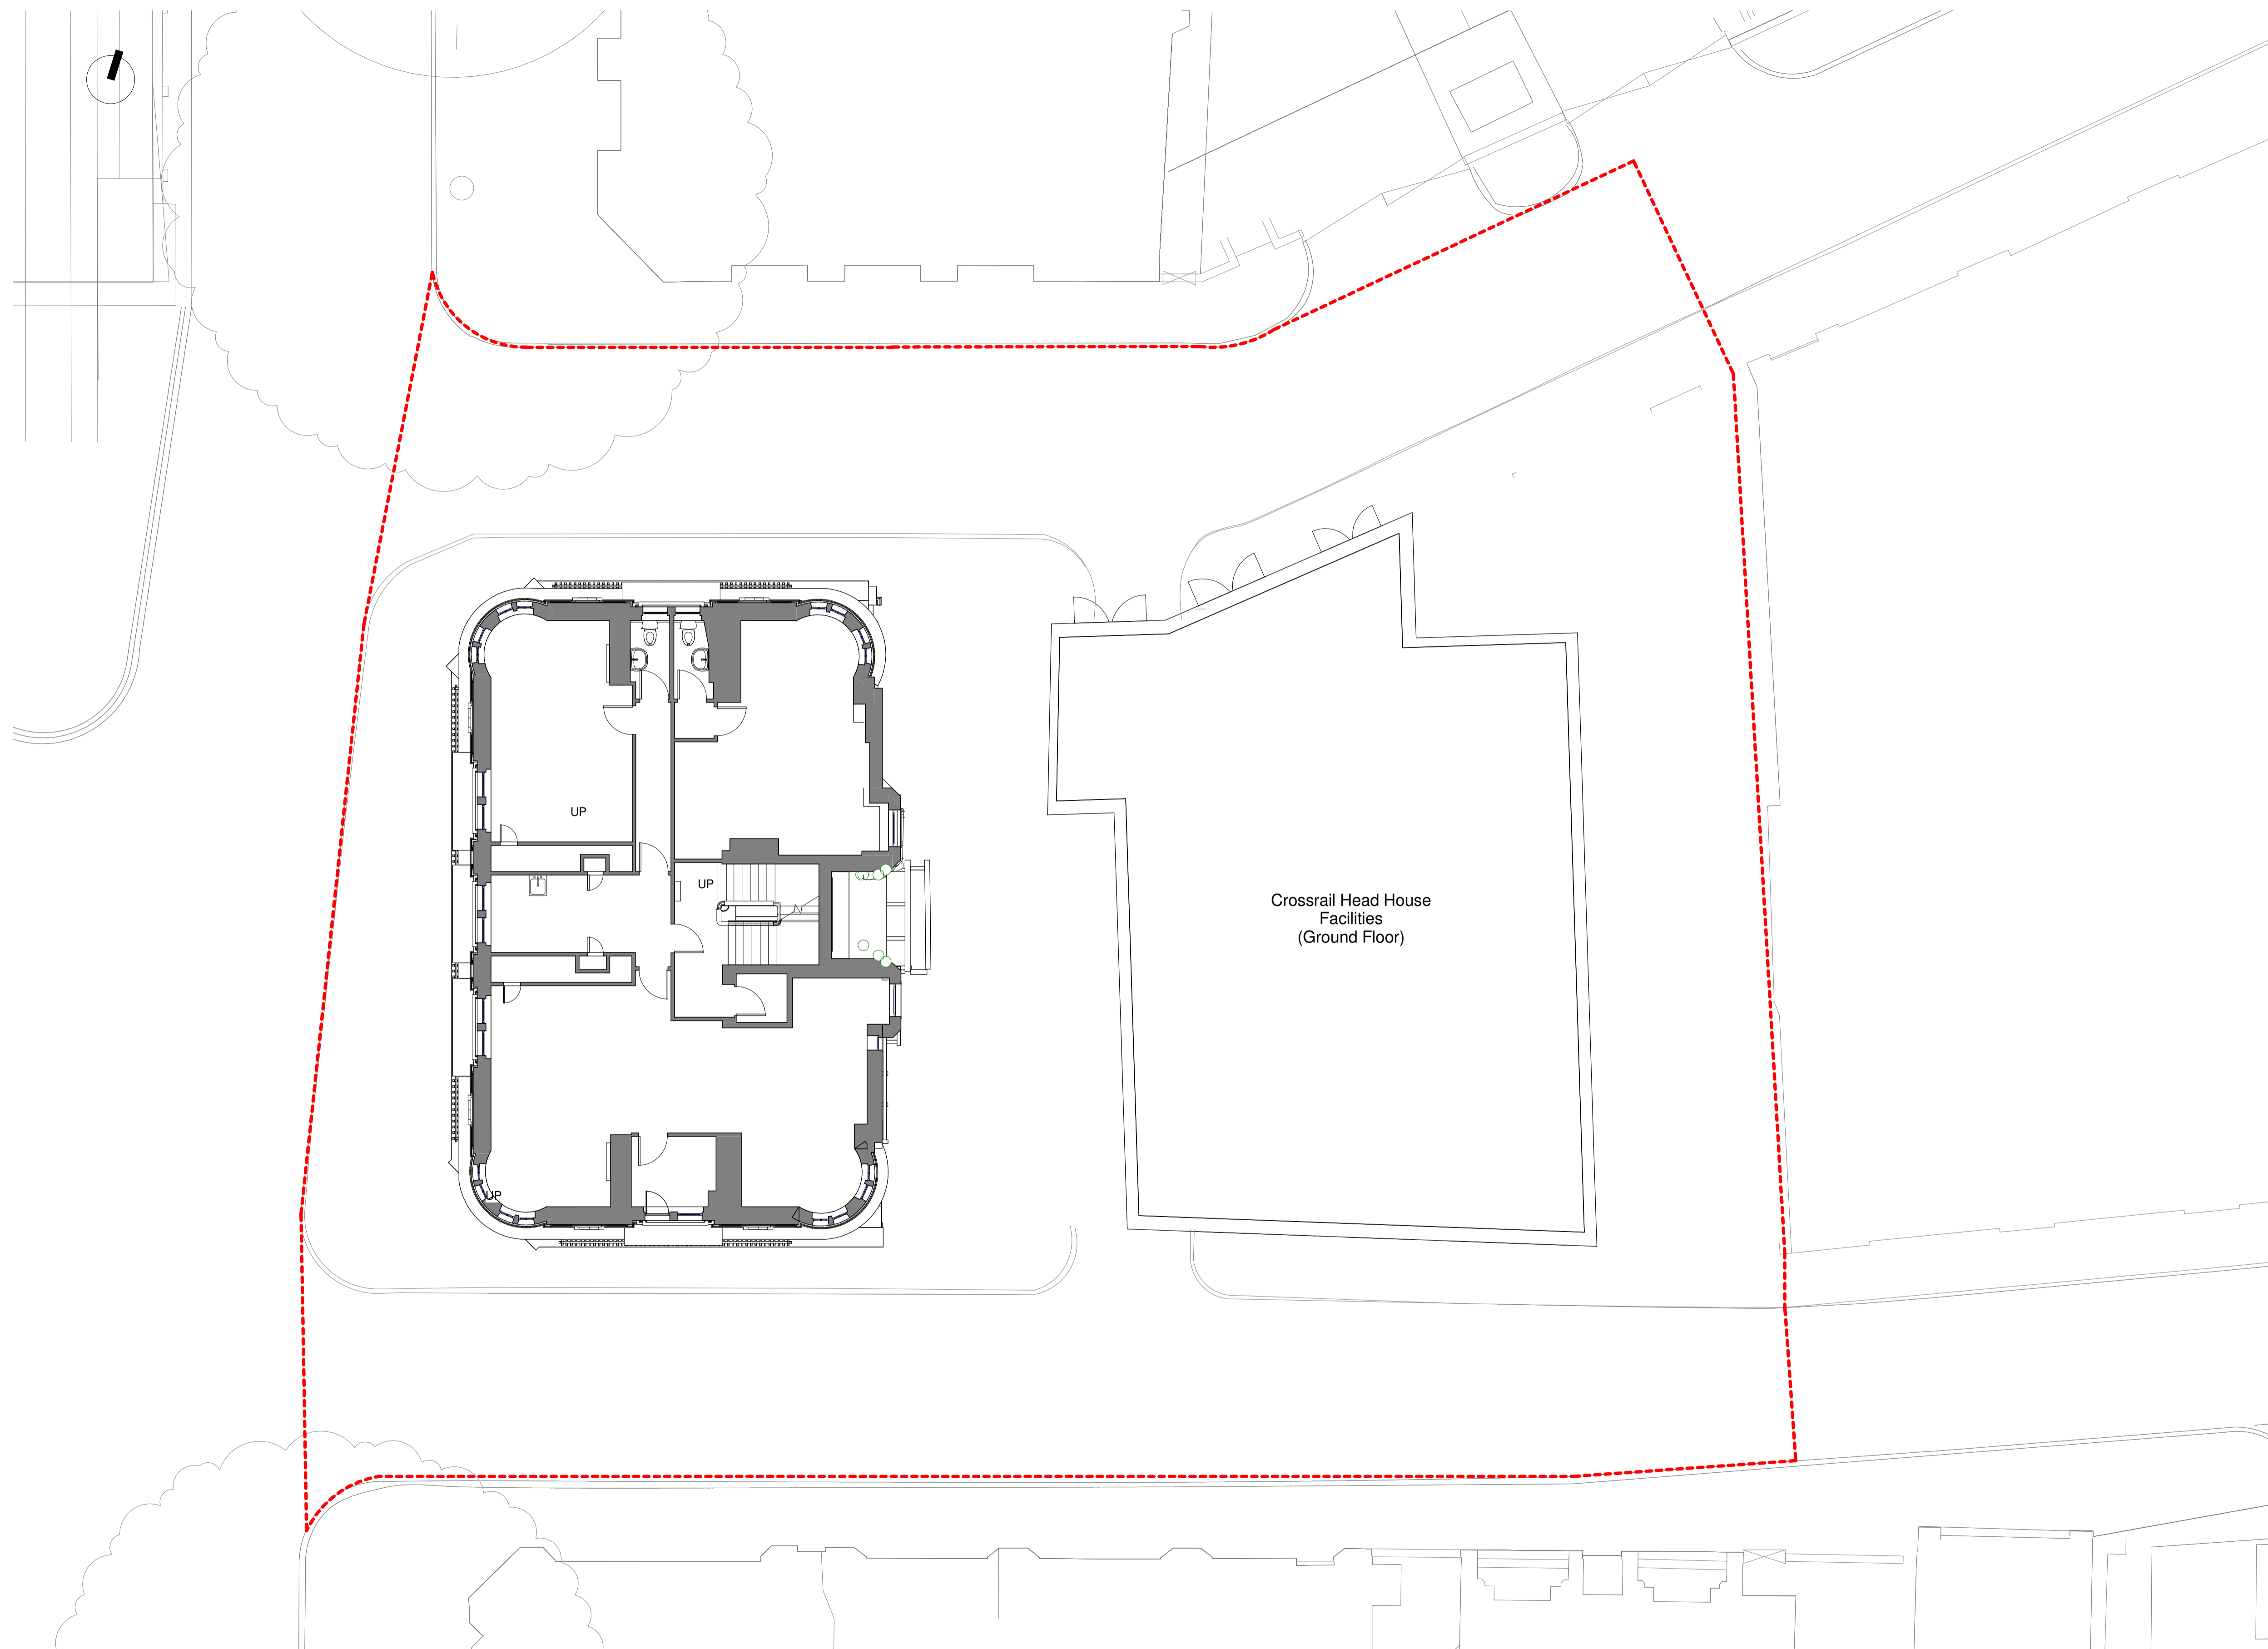 UP
UP
Crossrail Head House
Facilities
(Ground Floor)
UP